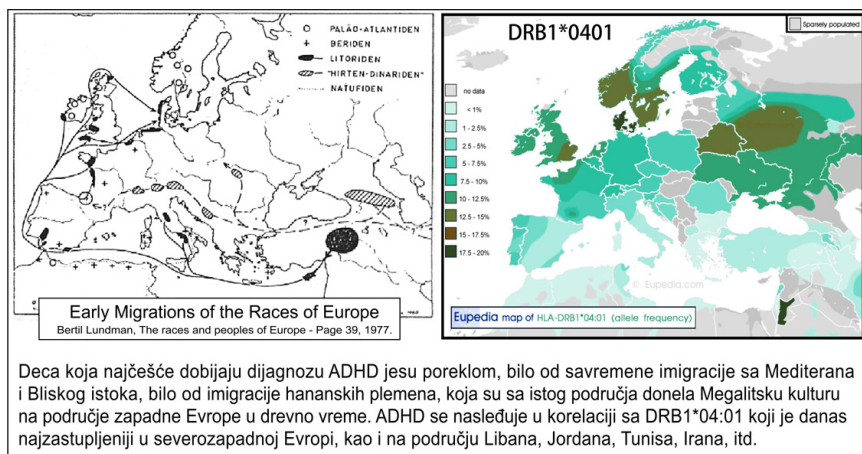 PALÄO-ATLANTIDEN
BERIDEN
LITORIDEN
"HIRTEN-DINARIDEN"
NATUFIDEN
Early Migrations of the Races of Europe
Bertil Lundman, The races and peoples of Europe - Page 39, 1977.
DRB1*0401
Sparsely populated
no data
< 1%
1 - 2.5%
2.5 - 5%
5 - 7.5%
7.5 - 10%
10 - 12.5%
12.5 - 15%
15 - 17.5%
17.5 - 20%
© Eupedia.com
Eupedia map of HLA-DRB1*04:01 (allele frequency)
Deca koja najčešće dobijaju dijagnozu ADHD jesu poreklom, bilo od savremene imigracije sa Mediterana
i Bliskog istoka, bilo od imigracije hananskih plemena, koja su sa istog područja donela Megalitsku kulturu
na područje zapadne Evrope u drevno vreme. ADHD se nasleđuje u korelaciji sa DRB1*04:01 koji je danas
najzastupljeniji u severozapadnoj Evropi, kao i na području Libana, Jordana, Tunisa, Irana, itd.